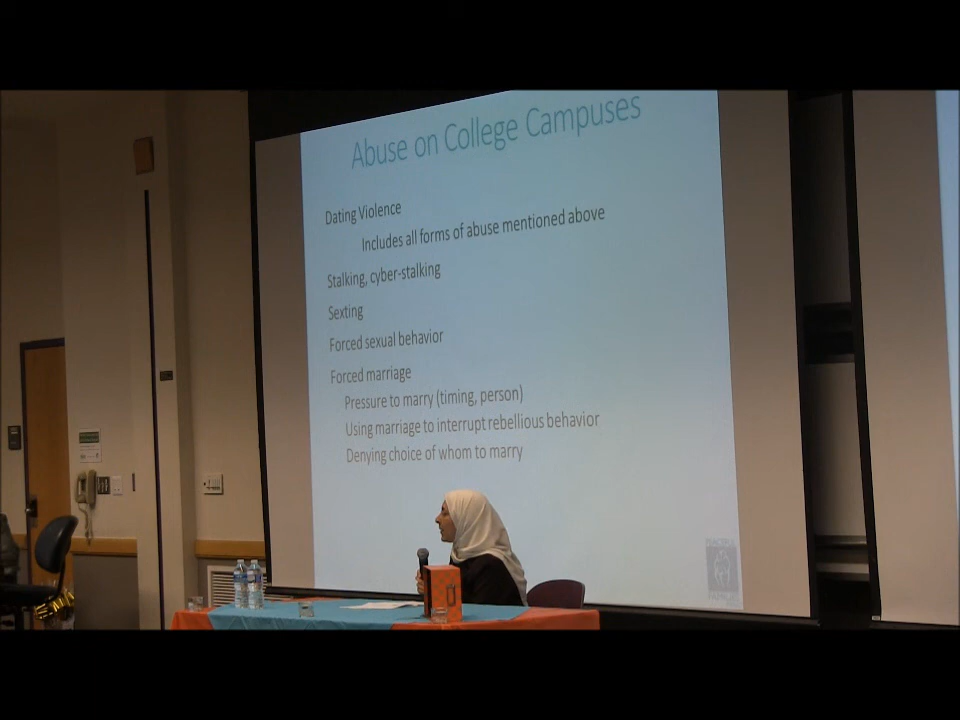 Abuse on College Campuses
Dating Violence
Includes all forms of abuse mentioned above
Stalking, cyber-stalking
Sexting
Forced sexual behavior
Forced marriage
Pressure to marry (timing, person)
Using marriage to interrupt rebellious behavior
Denying choice of whom to marry
PEACEFUL
FAMILIES